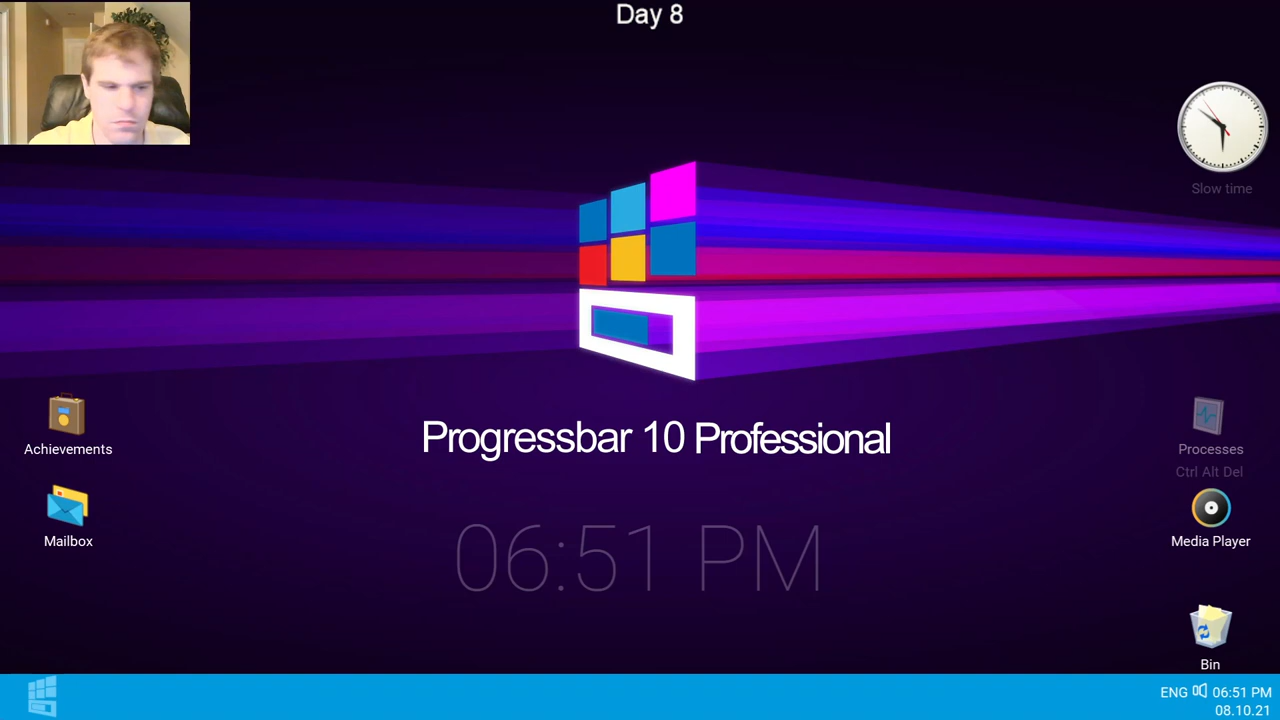 Day 8
Slow time
Achievements
Mailbox
Progressbar 10 Professional
06:51 PM
Processes
Ctrl Alt Del
Media Player
Bin
ENG 06:51 PM
08.10.21